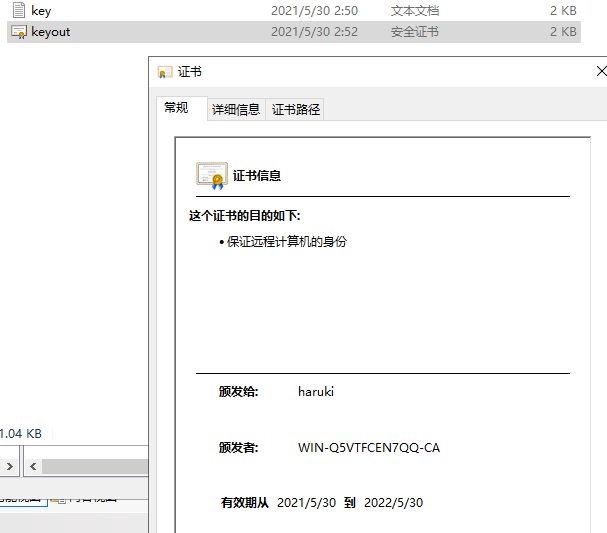 key 2021/5/30 2:50 文本文档 2 KB
keyout 2021/5/30 2:52 安全证书 2 KB
证书
常规 详细信息 证书路径
证书信息
这个证书的目的如下:
• 保证远程计算机的身份
颁发给: haruki
颁发者: WIN-Q5VTFCEN7QQ-CA
有效期从 2021/5/30 到 2022/5/30
1.04 KB